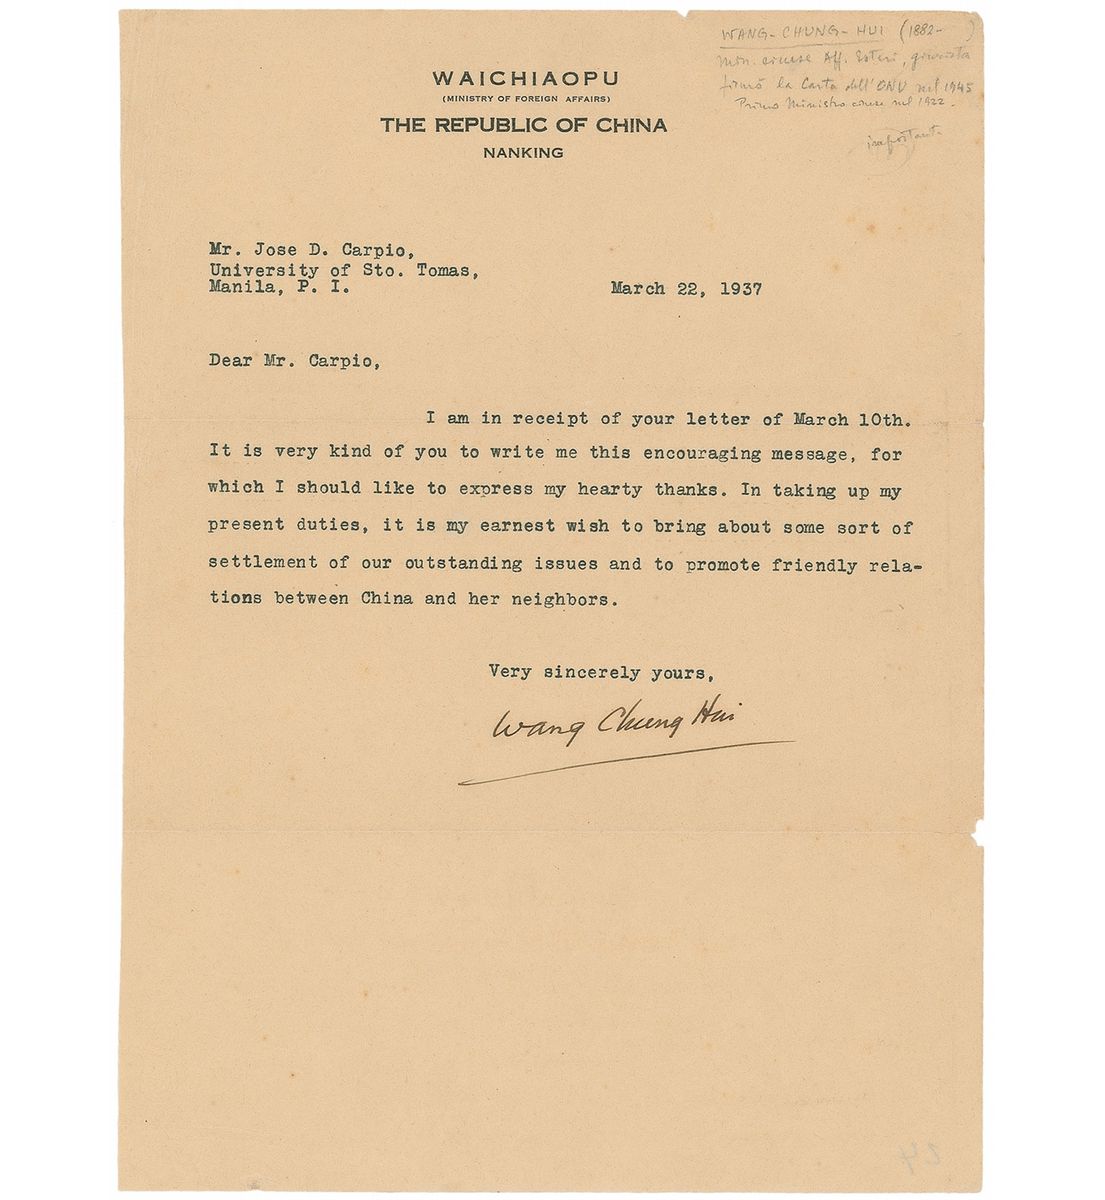 WANG-CHUNG-HUI (1882- )
Min. cinese Aff. Esteri, giurista
firmò la Carta dell'ONU nel 1945
Primo Ministro cinese nel 1922.
important.
WAICHIAOPU
(MINISTRY OF FOREIGN AFFAIRS)
THE REPUBLIC OF CHINA
NANKING
Mr. Jose D. Carpio,
University of Sto. Tomas,
Manila, P. I.
March 22, 1937
Dear Mr. Carpio,
I am in receipt of your letter of March 10th.
It is very kind of you to write me this encouraging message, for
which I should like to express my hearty thanks. In taking up my
present duties, it is my earnest wish to bring about some sort of
settlement of our outstanding issues and to promote friendly rela-
tions between China and her neighbors.
Very sincerely yours,
Wang Chung Hui